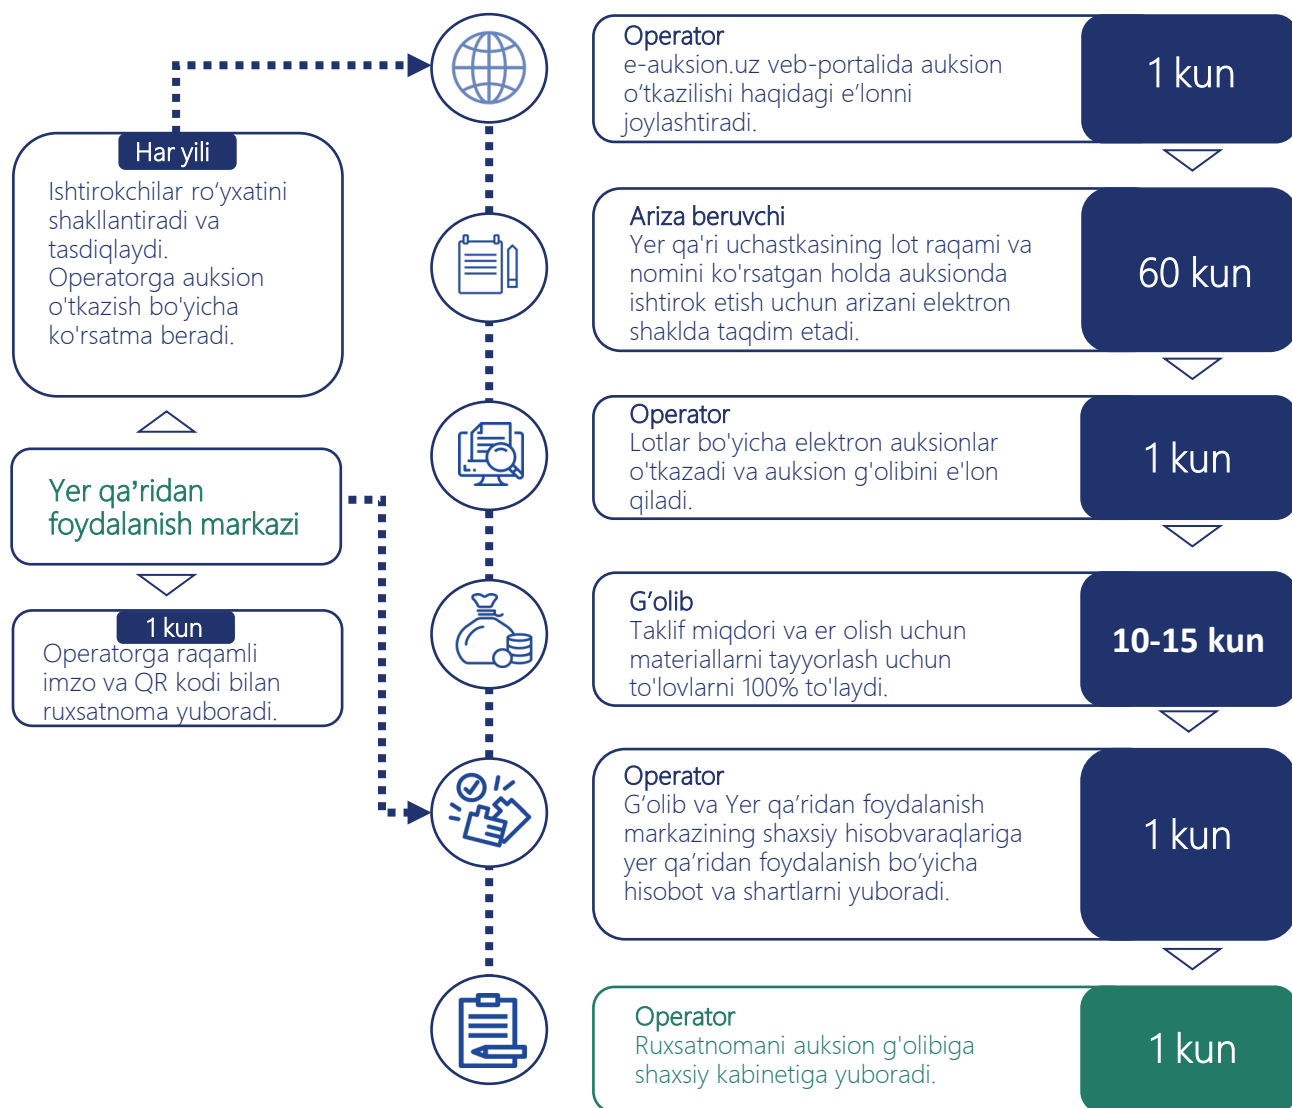 Har yili
Ishtirokchilar ro‘yxatini
shakllantiradi va
tasdiqlaydi.
Operatorga auksion
o'tkazish bo'yicha
ko'rsatma beradi.
Yer qa’ridan
foydalanish markazi
1 kun
Operatorga raqamli
imzo va QR kodi bilan
ruxsatnoma yuboradi.
Operator
e-auksion.uz veb-portalida auksion
o‘tkazilishi haqidagi e’lonni
joylashtiradi.
1 kun
Ariza beruvchi
Yer qa'ri uchastkasining lot raqami va
nomini ko'rsatgan holda auksionda
ishtirok etish uchun arizani elektron
shaklda taqdim etadi.
60 kun
Operator
Lotlar bo'yicha elektron auksionlar
o'tkazadi va auksion g'olibini e'lon
qiladi.
1 kun
G‘olib
Taklif miqdori va er olish uchun
materiallarni tayyorlash uchun
to'lovlarni 100% to'laydi.
10-15 kun
Operator
G‘olib va Yer qa’ridan foydalanish
markazining shaxsiy hisobvaraqlariga
yer qa’ridan foydalanish bo‘yicha
hisobot va shartlarni yuboradi.
1 kun
Operator
Ruxsatnomani auksion g'olibiga
shaxsiy kabinetiga yuboradi.
1 kun